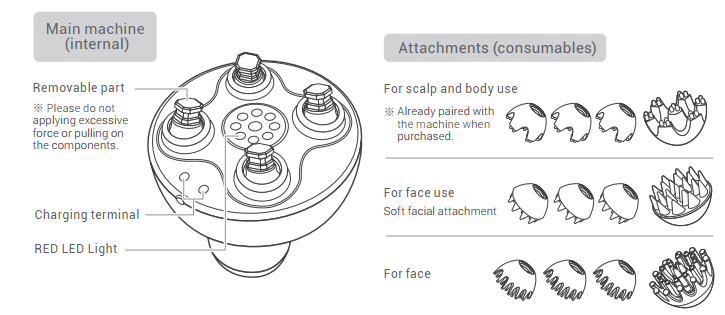 Main machine
(internal)
Removable part
※ Please do not
applying excessive
force or pulling on
the components.
Charging terminal
RED LED Light
Attachments (consumables)
For scalp and body use
※ Already paired with
the machine when
purchased.
For face use
Soft facial attachment
For face